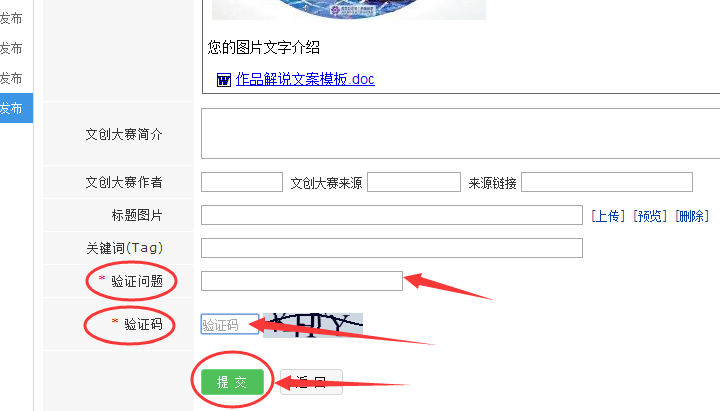 发布
发布
发布
发布
您的图片文字介绍
作品解说文案模板.doc
文创大赛简介
文创大赛作者 文创大赛来源 来源链接
标题图片 [上传] [预览] [删除]
关键词(Tag)
* 验证问题
* 验证码 验证码
提 交 返 回